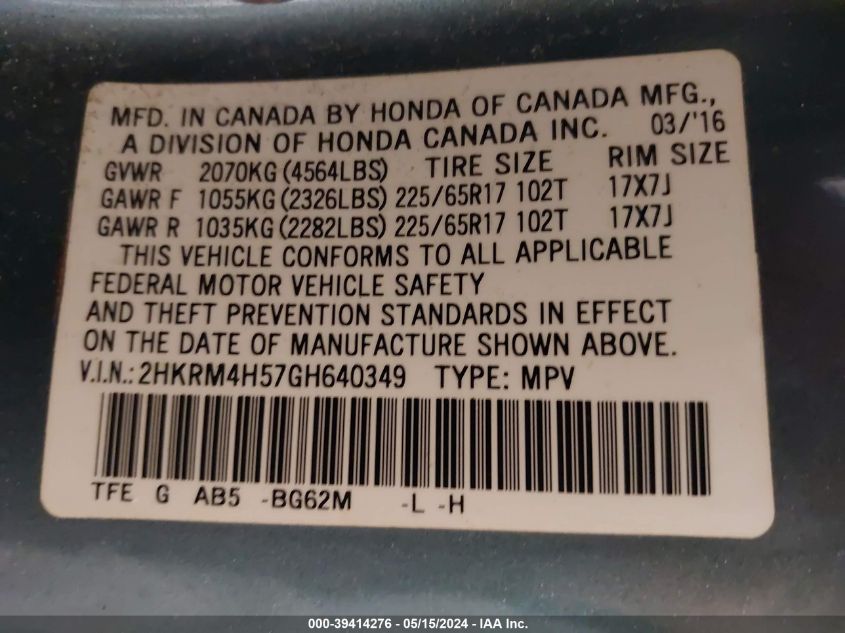 MFD. IN CANADA BY HONDA OF CANADA MFG.,
A DIVISION OF HONDA CANADA INC. 03/'16
GVWR 2070KG (4564LBS) TIRE SIZE RIM SIZE
GAWR F 1055KG (2326LBS) 225/65R17 102T 17X7J
GAWR R 1035KG (2282LBS) 225/65R17 102T 17X7J
THIS VEHICLE CONFORMS TO ALL APPLICABLE
FEDERAL MOTOR VEHICLE SAFETY
AND THEFT PREVENTION STANDARDS IN EFFECT
ON THE DATE OF MANUFACTURE SHOWN ABOVE.
V.I.N.: 2HKRM4H57GH640349 TYPE: MPV
TFE G AB5 -BG62M -L -H
000-39414276 - 05/15/2024 - IAA Inc.